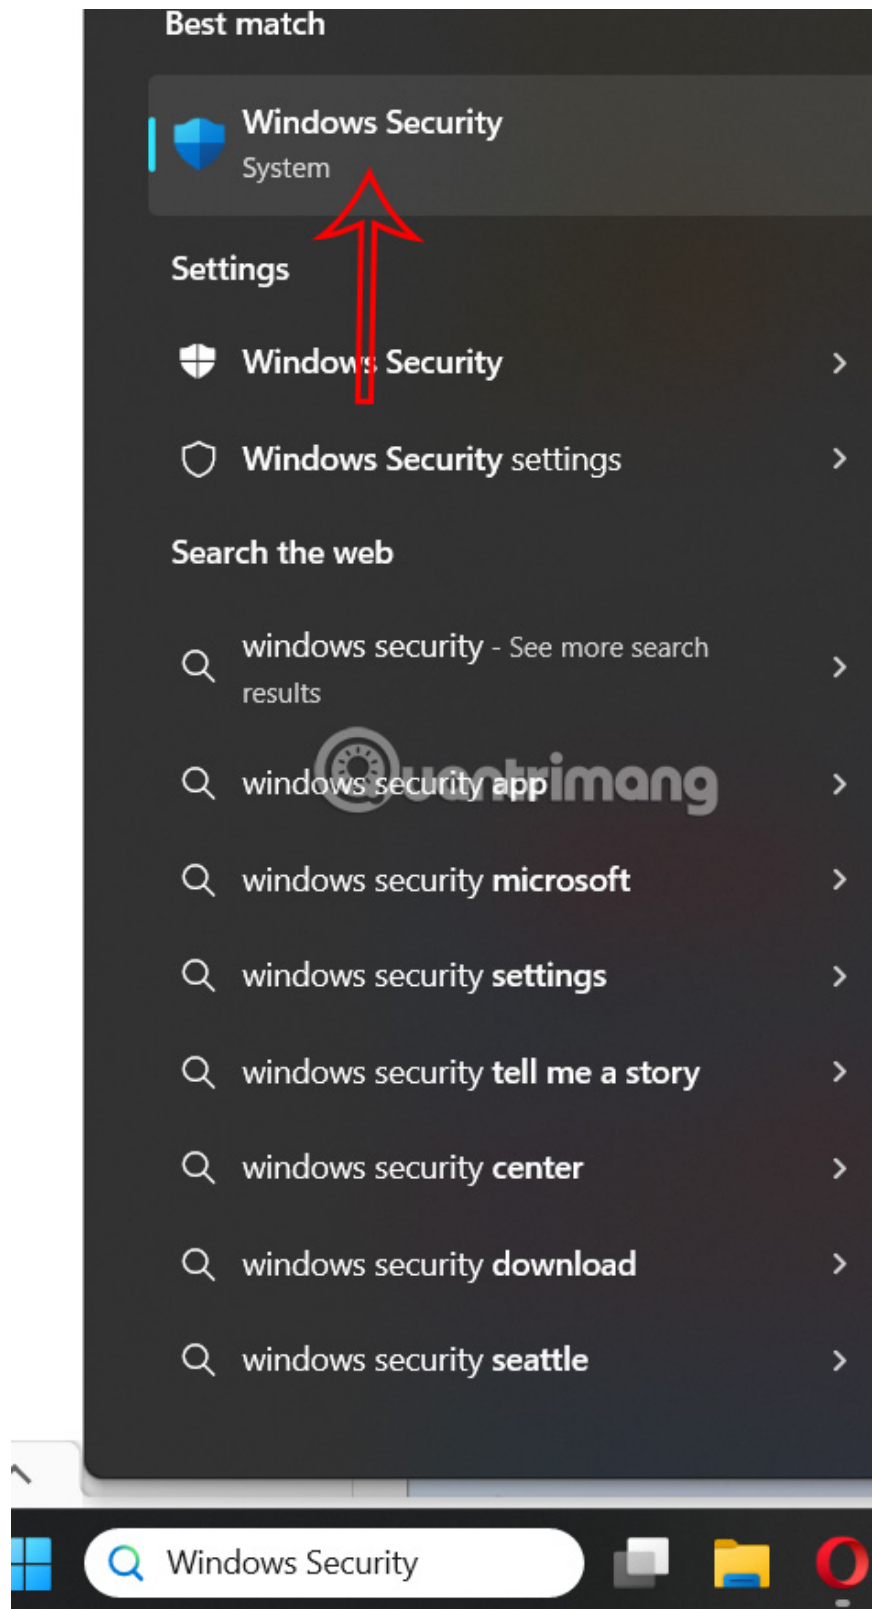 Best match
Windows Security
System
Settings
Windows Security
Windows Security settings
Search the web
windows security - See more search
results
Quantrimang
windows security app
windows security microsoft
windows security settings
windows security tell me a story
windows security center
windows security download
windows security seattle
Windows Security